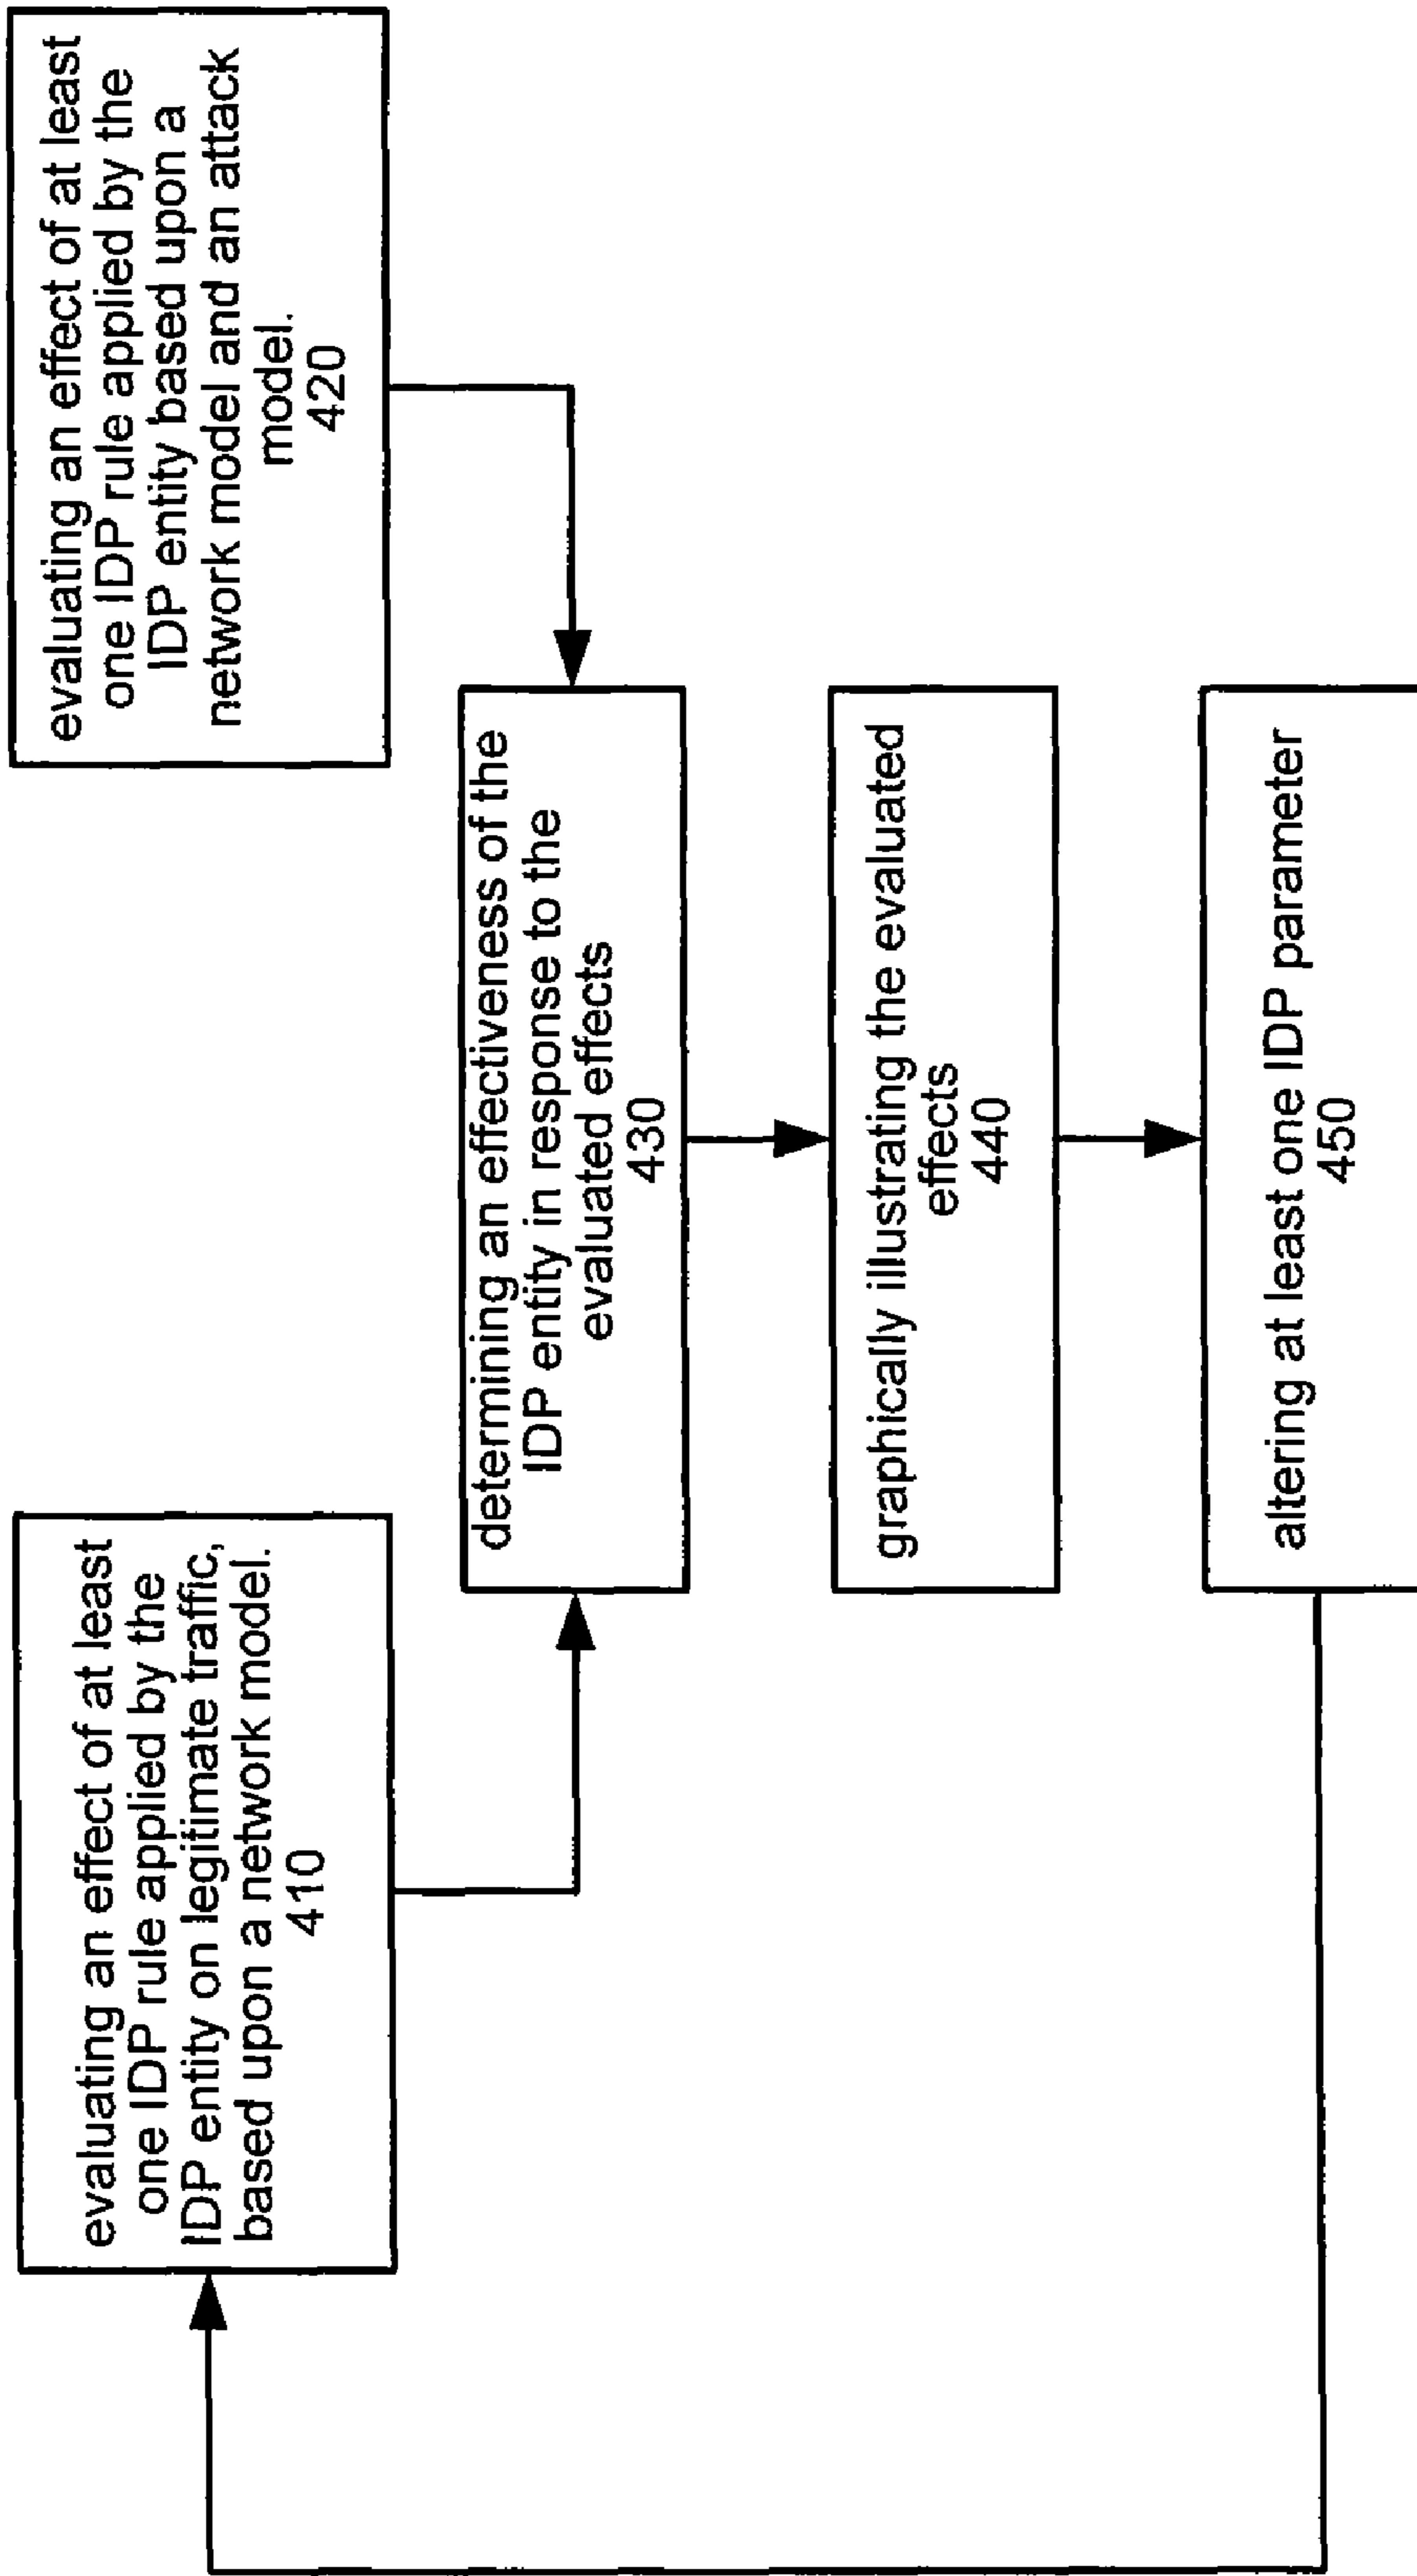 evaluating an effect of at least
one IDP rule applied by the
IDP entity on legitimate traffic,
based upon a network model.
410
evaluating an effect of at least
one IDP rule applied by the
IDP entity based upon a
network model and an attack
model.
420
determining an effectiveness of the
IDP entity in response to the
evaluated effects
430
graphically illustrating the evaluated
effects
440
altering at least one IDP parameter
450